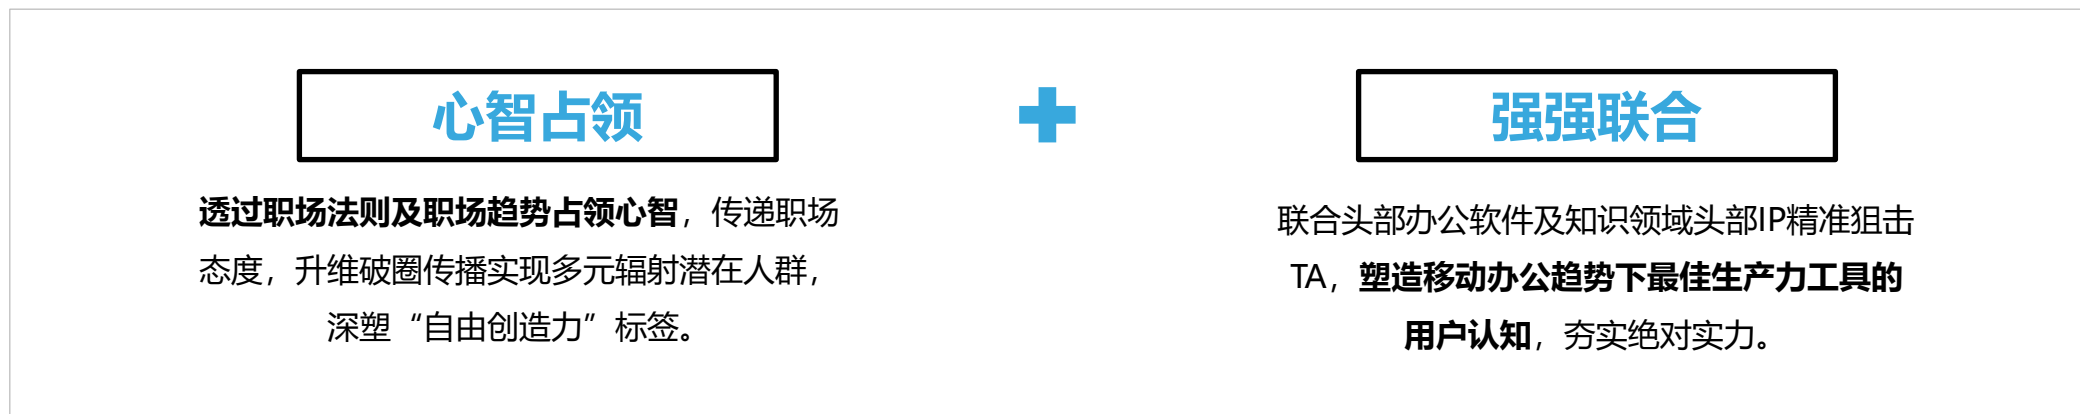 心智占领
透过职场法则及职场趋势占领心智，传递职场
态度，升维破圈传播实现多元辐射潜在人群，
深塑“自由创造力”标签。
强强联合
联合头部办公软件及知识领域头部IP精准狙击
TA，塑造移动办公趋势下最佳生产力工具的
用户认知，夯实绝对实力。